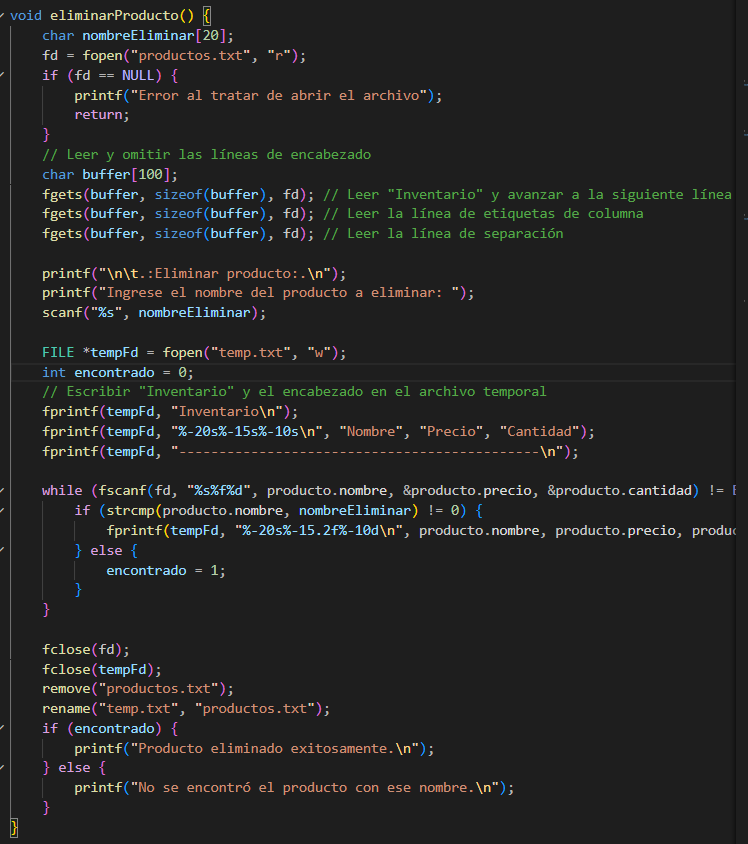 void eliminarProducto() {
    char nombreEliminar[20];
    fd = fopen("productos.txt", "r");
    if (fd == NULL) {
        printf("Error al tratar de abrir el archivo");
        return;
    }
    // Leer y omitir las líneas de encabezado
    char buffer[100];
    fgets(buffer, sizeof(buffer), fd); // Leer "Inventario" y avanzar a la siguiente línea
    fgets(buffer, sizeof(buffer), fd); // Leer la línea de etiquetas de columna
    fgets(buffer, sizeof(buffer), fd); // Leer la línea de separación
    printf("\n\t.:Eliminar producto:.\n");
    printf("Ingrese el nombre del producto a eliminar: ");
    scanf("%s", nombreEliminar);
    FILE *tempFd = fopen("temp.txt", "w");
    int encontrado = 0;
    // Escribir "Inventario" y el encabezado en el archivo temporal
    fprintf(tempFd, "Inventario\n");
    fprintf(tempFd, "%-20s%-15s%-10s\n", "Nombre", "Precio", "Cantidad");
    fprintf(tempFd, "---------------------------------------------\n");
    while (fscanf(fd, "%s%f%d", producto.nombre, &producto.precio, &producto.cantidad) !=
        if (strcmp(producto.nombre, nombreEliminar) != 0) {
            fprintf(tempFd, "%-20s%-15.2f%-10d\n", producto.nombre, producto.precio, produc
        } else {
            encontrado = 1;
        }
    }
    fclose(fd);
    fclose(tempFd);
    remove("productos.txt");
    rename("temp.txt", "productos.txt");
    if (encontrado) {
        printf("Producto eliminado exitosamente.\n");
    } else {
        printf("No se encontró el producto con ese nombre.\n");
    }
}